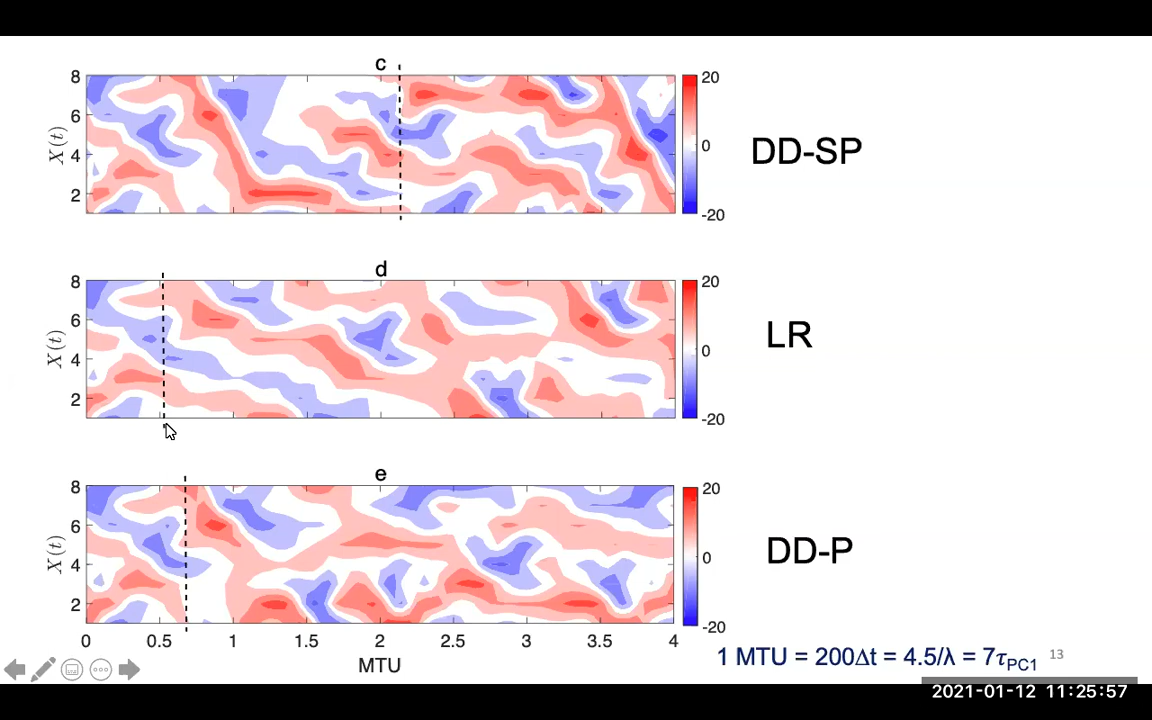 c
8
6
4
2
X(t)
20
0
-20
DD-SP
d
8
6
4
2
X(t)
20
0
-20
LR
e
8
6
4
2
X(t)
20
0
-20
DD-P
0 0.5 1 1.5 2 2.5 3 3.5 4
MTU
1 MTU = 200Δt = 4.5/λ = 7τPC1
13
2021-01-12 11:25:57